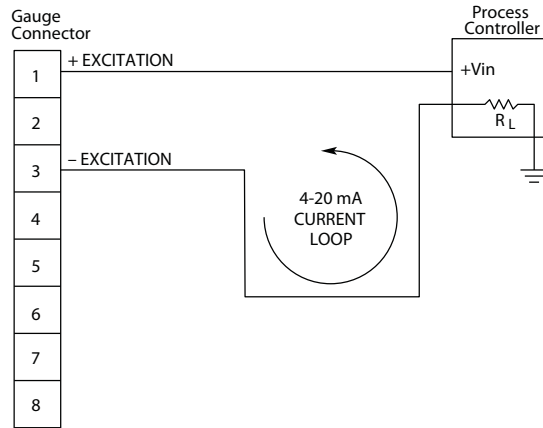 Gauge
Connector
Process
Controller
1
+ EXCITATION
+Vin
2
R L
3
– EXCITATION
4-20 mA
CURRENT
LOOP
4
5
6
7
8